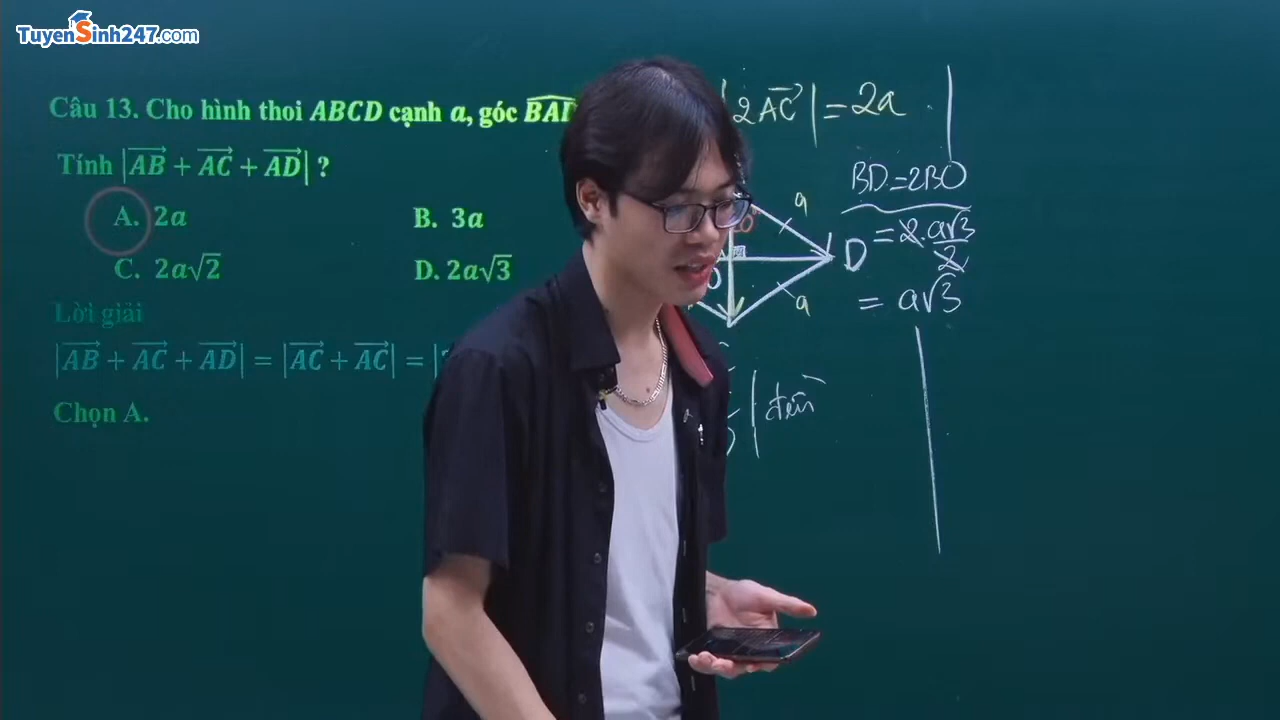 TuyenSinh247.com
Câu 13. Cho hình thoi ABCD cạnh a, góc BAD
Tính |AB + AC + AD| ?
A. 2a
B. 3a
C. 2a√2
D. 2a√3
Lời giải
|AB + AC + AD| = |AC + AC| = |
Chọn A.
|2AC| = 2a
BD = 2BO
= 2.a√3/2
= a√3
a
D
a